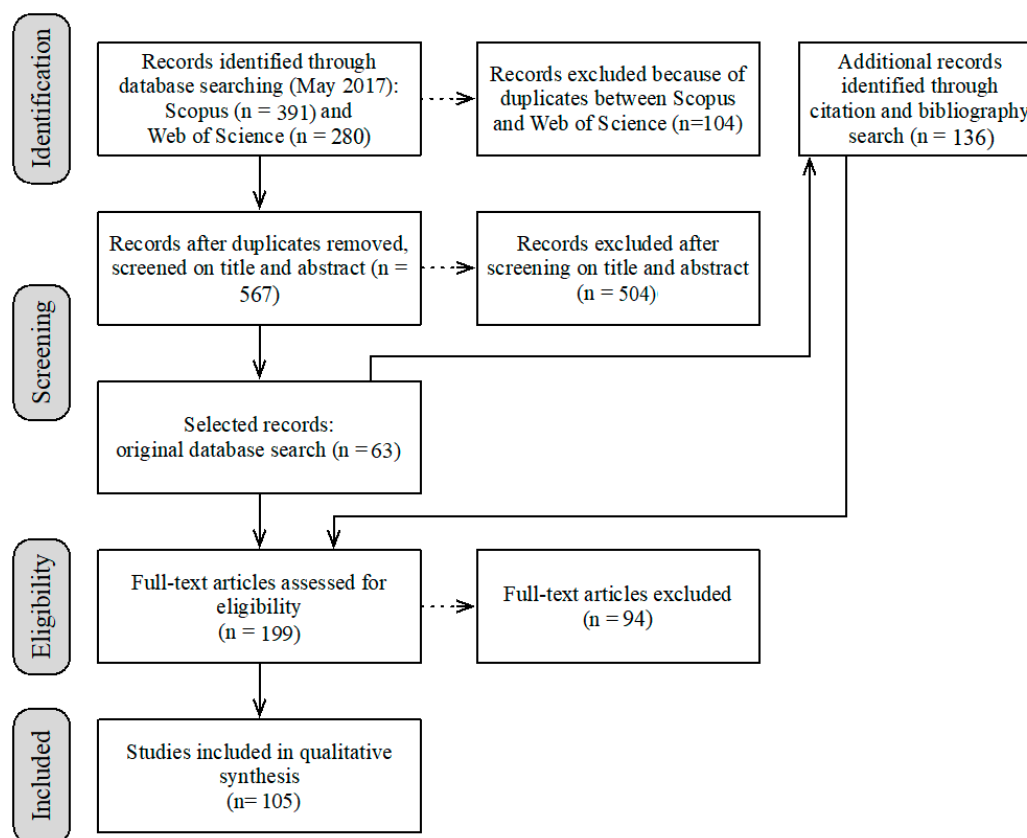 Identification
Records identified through
database searching (May 2017):
Scopus (n = 391) and
Web of Science (n = 280)
Records excluded because of
duplicates between Scopus
and Web of Science (n=104)
Additional records
identified through
citation and bibliography
search (n = 136)
Screening
Records after duplicates removed,
screened on title and abstract (n =
567)
Records excluded after
screening on title and abstract
(n = 504)
Selected records:
original database search (n = 63)
Eligibility
Full-text articles assessed for
eligibility
(n = 199)
Full-text articles excluded
(n = 94)
Included
Studies included in qualitative
synthesis
(n= 105)